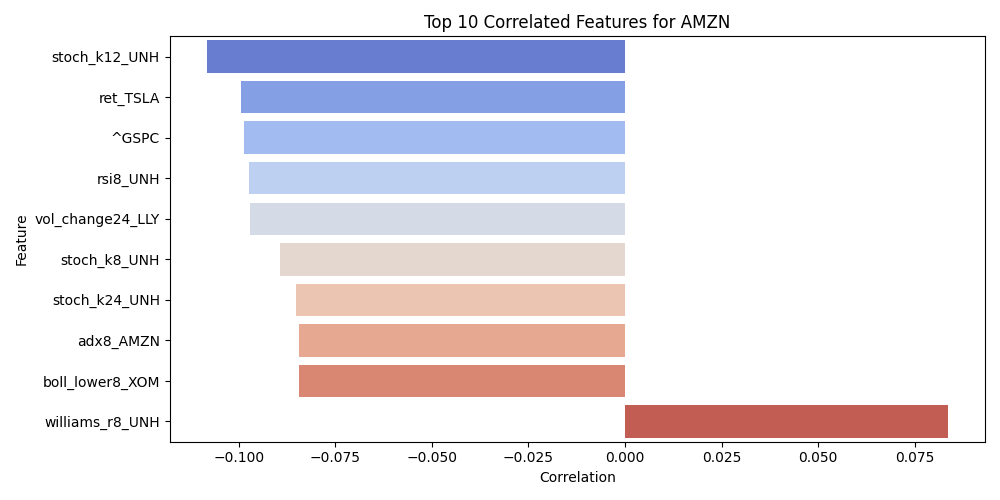 Top 10 Correlated Features for AMZN
stoch_k12_UNH
ret_TSLA
^GSPC
rsi8_UNH
vol_change24_LLY
stoch_k8_UNH
stoch_k24_UNH
adx8_AMZN
boll_lower8_XOM
williams_r8_UNH
Feature
−0.100 −0.075 −0.050 −0.025 0.000 0.025 0.050 0.075
Correlation